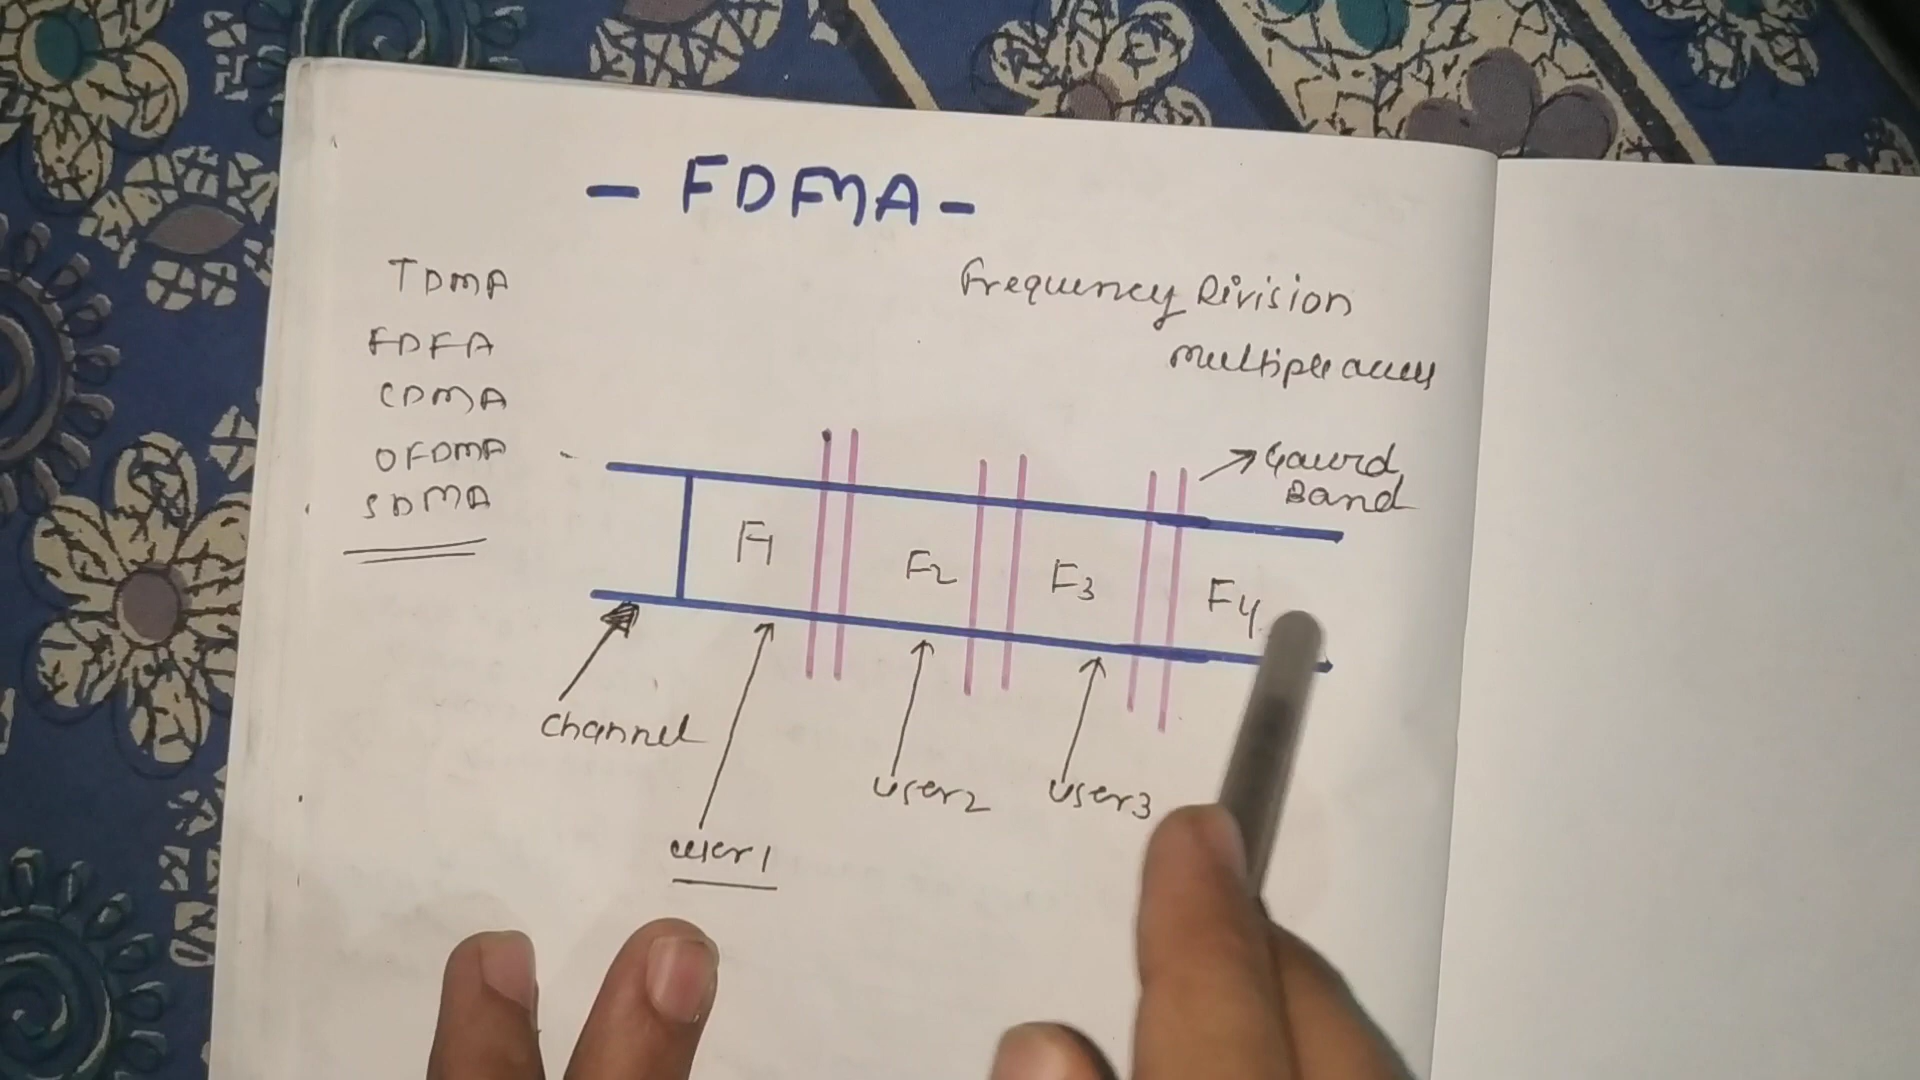 - FDFMA -
TDMA
FDFA
CDMA
OFDMA
SDMA
Frequency Division
multiple access
Gaurd
Band
F1
F2
F3
F4
channel
user1
user2
user3